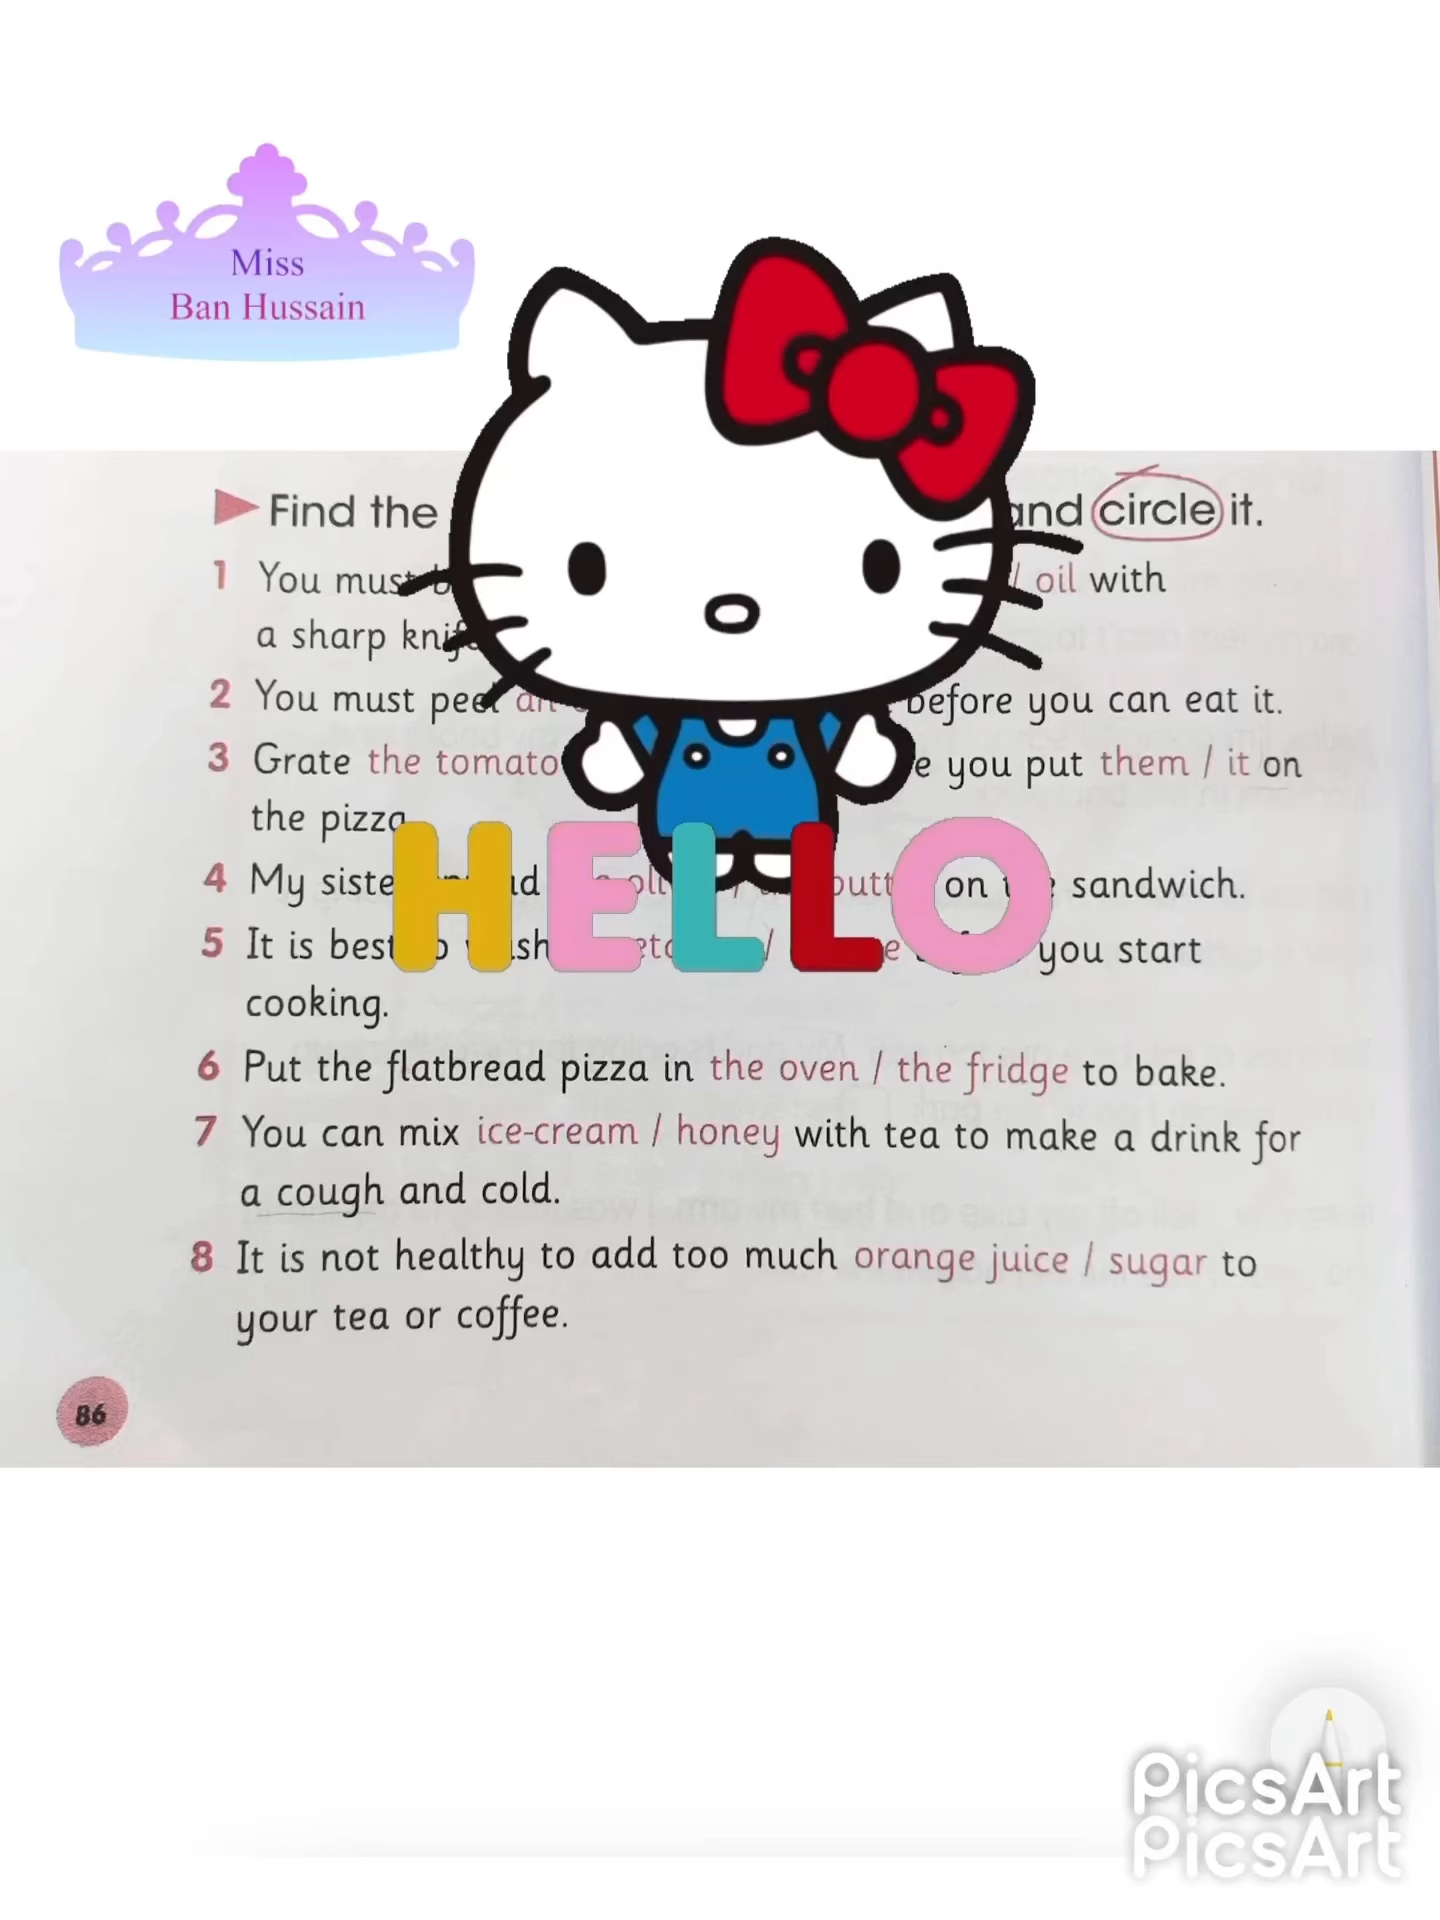 Miss
Ban Hussain
Find the and circle it.
1 You must / oil with
a sharp
2 You must peel before you can eat it.
3 Grate the tomato you put them / it on
the pizza
4 My on sandwich.
5 It is best / you start
cooking.
HELLO
6 Put the flatbread pizza in the oven / the fridge to bake.
7 You can mix ice-cream / honey with tea to make a drink for
a cough and cold.
8 It is not healthy to add too much orange juice / sugar to
your tea or coffee.
86
PicsArt
PicsArt